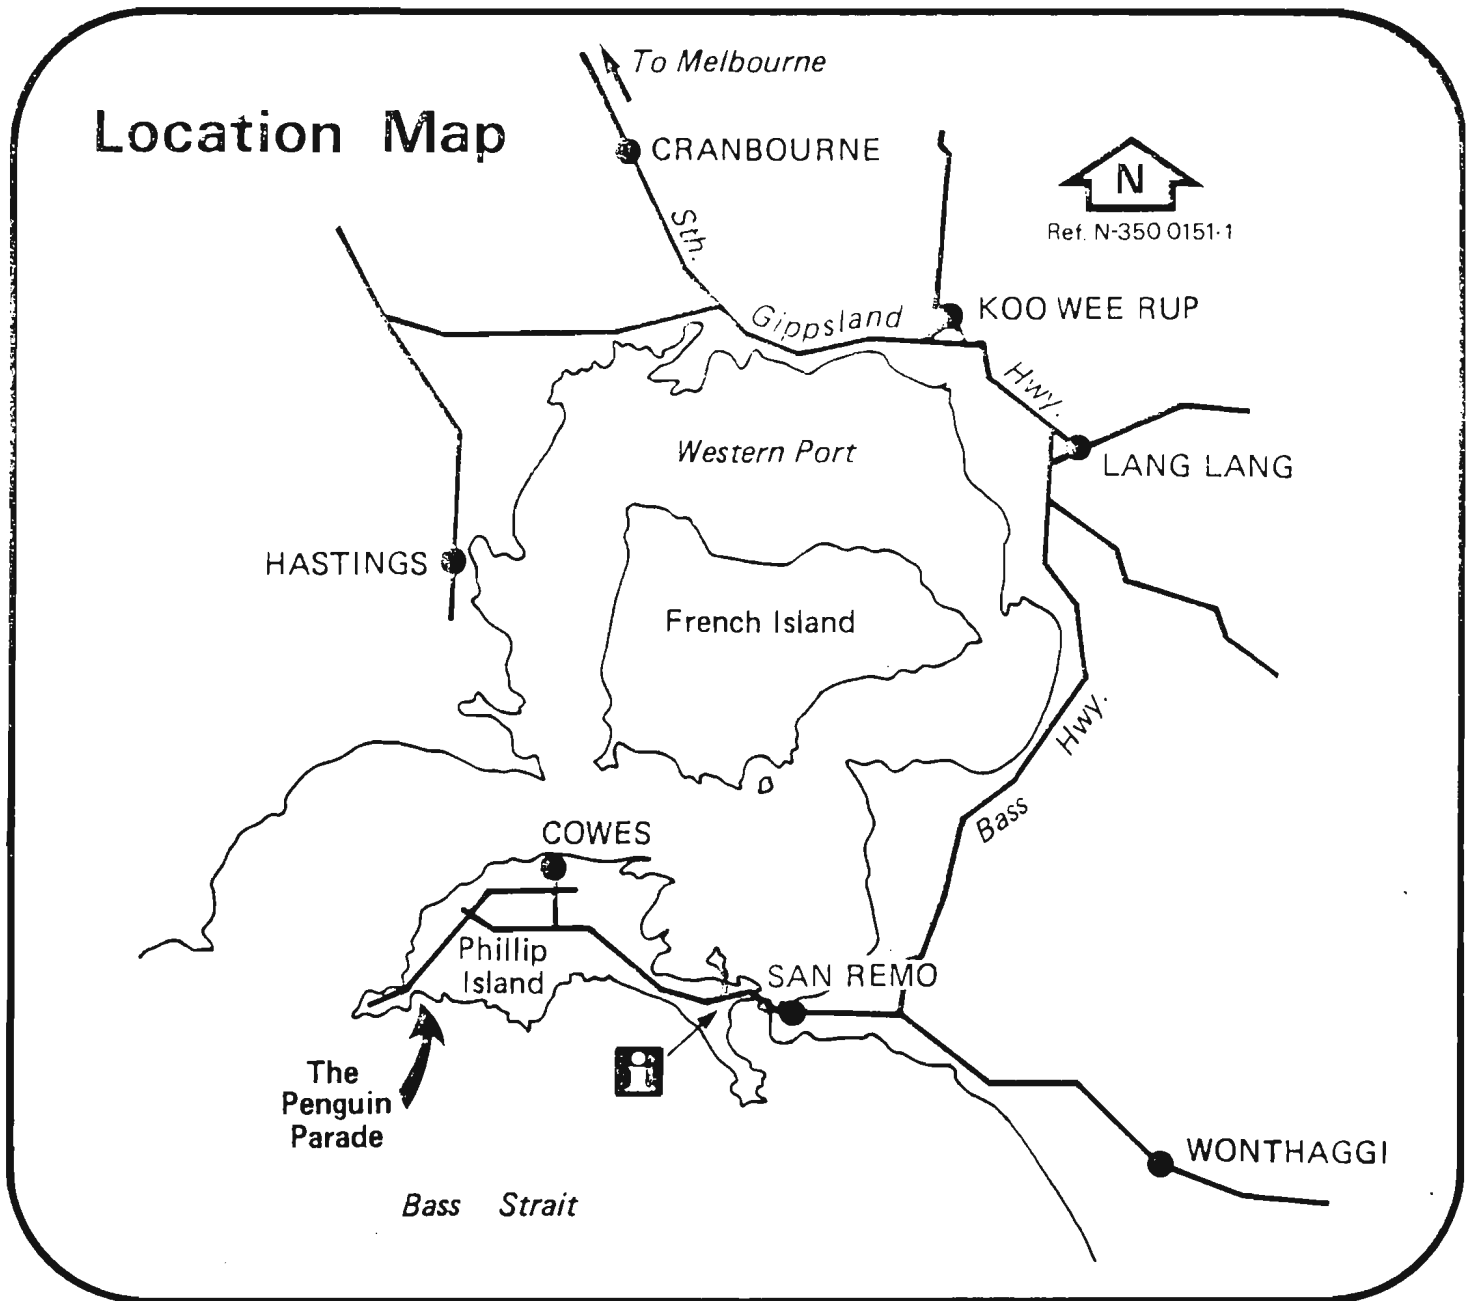 To Melbourne
Location Map
CRANBOURNE
N
Ref. N-350 0151-1
Sth.
Gippsland
Hwy.
KOO WEE RUP
Western Port
LANG LANG
HASTINGS
French Island
Bass Hwy.
COWES
Phillip
Island
SAN REMO
i
The
Penguin
Parade
WONTHAGGI
Bass Strait